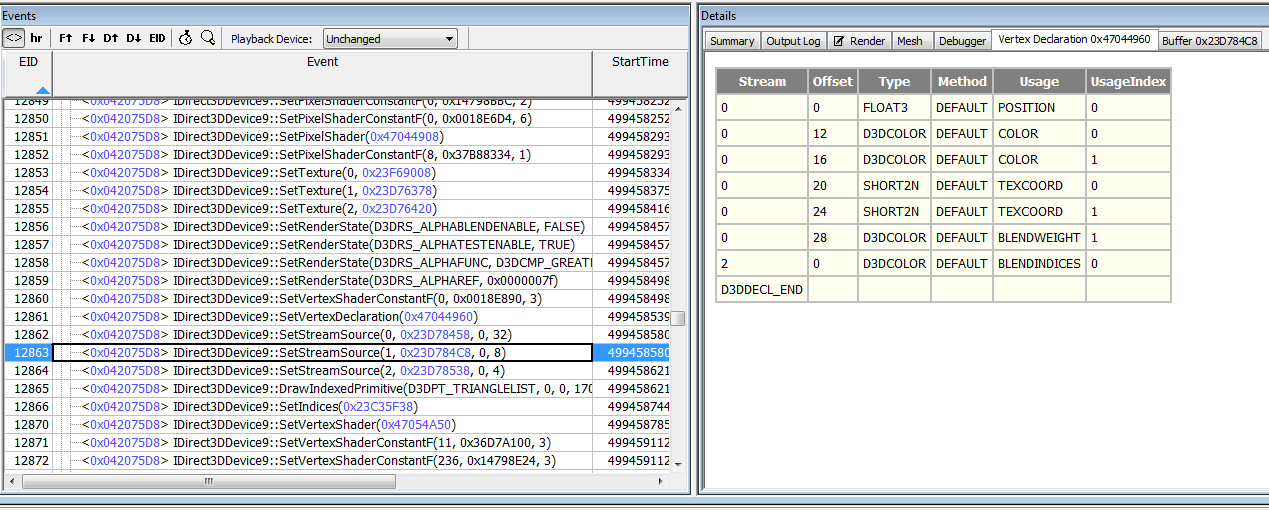 Events
<> hr F↑ F↓ D↑ D↓ EID Playback Device: Unchanged
EID Event StartTime
12849 <0x042075D8> IDirect3DDevice9::SetPixelShaderConstantF(6, 0x14798BBC, 2) 499458252
12850 <0x042075D8> IDirect3DDevice9::SetPixelShaderConstantF(0, 0x0018E6D4, 6) 499458252
12851 <0x042075D8> IDirect3DDevice9::SetPixelShader(0x47044908) 499458293
12852 <0x042075D8> IDirect3DDevice9::SetPixelShaderConstantF(8, 0x37B88334, 1) 499458293
12853 <0x042075D8> IDirect3DDevice9::SetTexture(0, 0x23F69008) 499458334
12854 <0x042075D8> IDirect3DDevice9::SetTexture(1, 0x23D76378) 499458375
12855 <0x042075D8> IDirect3DDevice9::SetTexture(2, 0x23D76420) 499458416
12856 <0x042075D8> IDirect3DDevice9::SetRenderState(D3DRS_ALPHABLENDENABLE, FALSE) 499458457
12857 <0x042075D8> IDirect3DDevice9::SetRenderState(D3DRS_ALPHATESTENABLE, TRUE) 499458457
12858 <0x042075D8> IDirect3DDevice9::SetRenderState(D3DRS_ALPHAFUNC, D3DCMP_GREATE 499458457
12859 <0x042075D8> IDirect3DDevice9::SetRenderState(D3DRS_ALPHAREF, 0x0000007f) 499458457
12860 <0x042075D8> IDirect3DDevice9::SetVertexShaderConstantF(0, 0x0018E890, 3) 499458498
12861 <0x042075D8> IDirect3DDevice9::SetVertexDeclaration(0x47044960) 499458539
12862 <0x042075D8> IDirect3DDevice9::SetStreamSource(0, 0x23D78458, 0, 32) 499458580
12863 <0x042075D8> IDirect3DDevice9::SetStreamSource(1, 0x23D784C8, 0, 8) 499458580
12864 <0x042075D8> IDirect3DDevice9::SetStreamSource(2, 0x23D78538, 0, 4) 499458621
12865 <0x042075D8> IDirect3DDevice9::DrawIndexedPrimitive(D3DPT_TRIANGLELIST, 0, 0, 170 499458621
12866 <0x042075D8> IDirect3DDevice9::SetIndices(0x23C35F38) 499458744
12870 <0x042075D8> IDirect3DDevice9::SetVertexShader(0x47054A50) 499458785
12871 <0x042075D8> IDirect3DDevice9::SetVertexShaderConstantF(11, 0x36D7A100, 3) 499459112
12872 <0x042075D8> IDirect3DDevice9::SetVertexShaderConstantF(236, 0x14798E24, 3) 499459112
Details
Summary Output Log Render Mesh Debugger Vertex Declaration 0x47044960 Buffer 0x23D784C8
Stream Offset Type Method Usage UsageIndex
0 0 FLOAT3 DEFAULT POSITION 0
0 12 D3DCOLOR DEFAULT COLOR 0
0 16 D3DCOLOR DEFAULT COLOR 1
0 20 SHORT2N DEFAULT TEXCOORD 0
0 24 SHORT2N DEFAULT TEXCOORD 1
0 28 D3DCOLOR DEFAULT BLENDWEIGHT 1
2 0 D3DCOLOR DEFAULT BLENDINDICES 0
D3DDECL_END